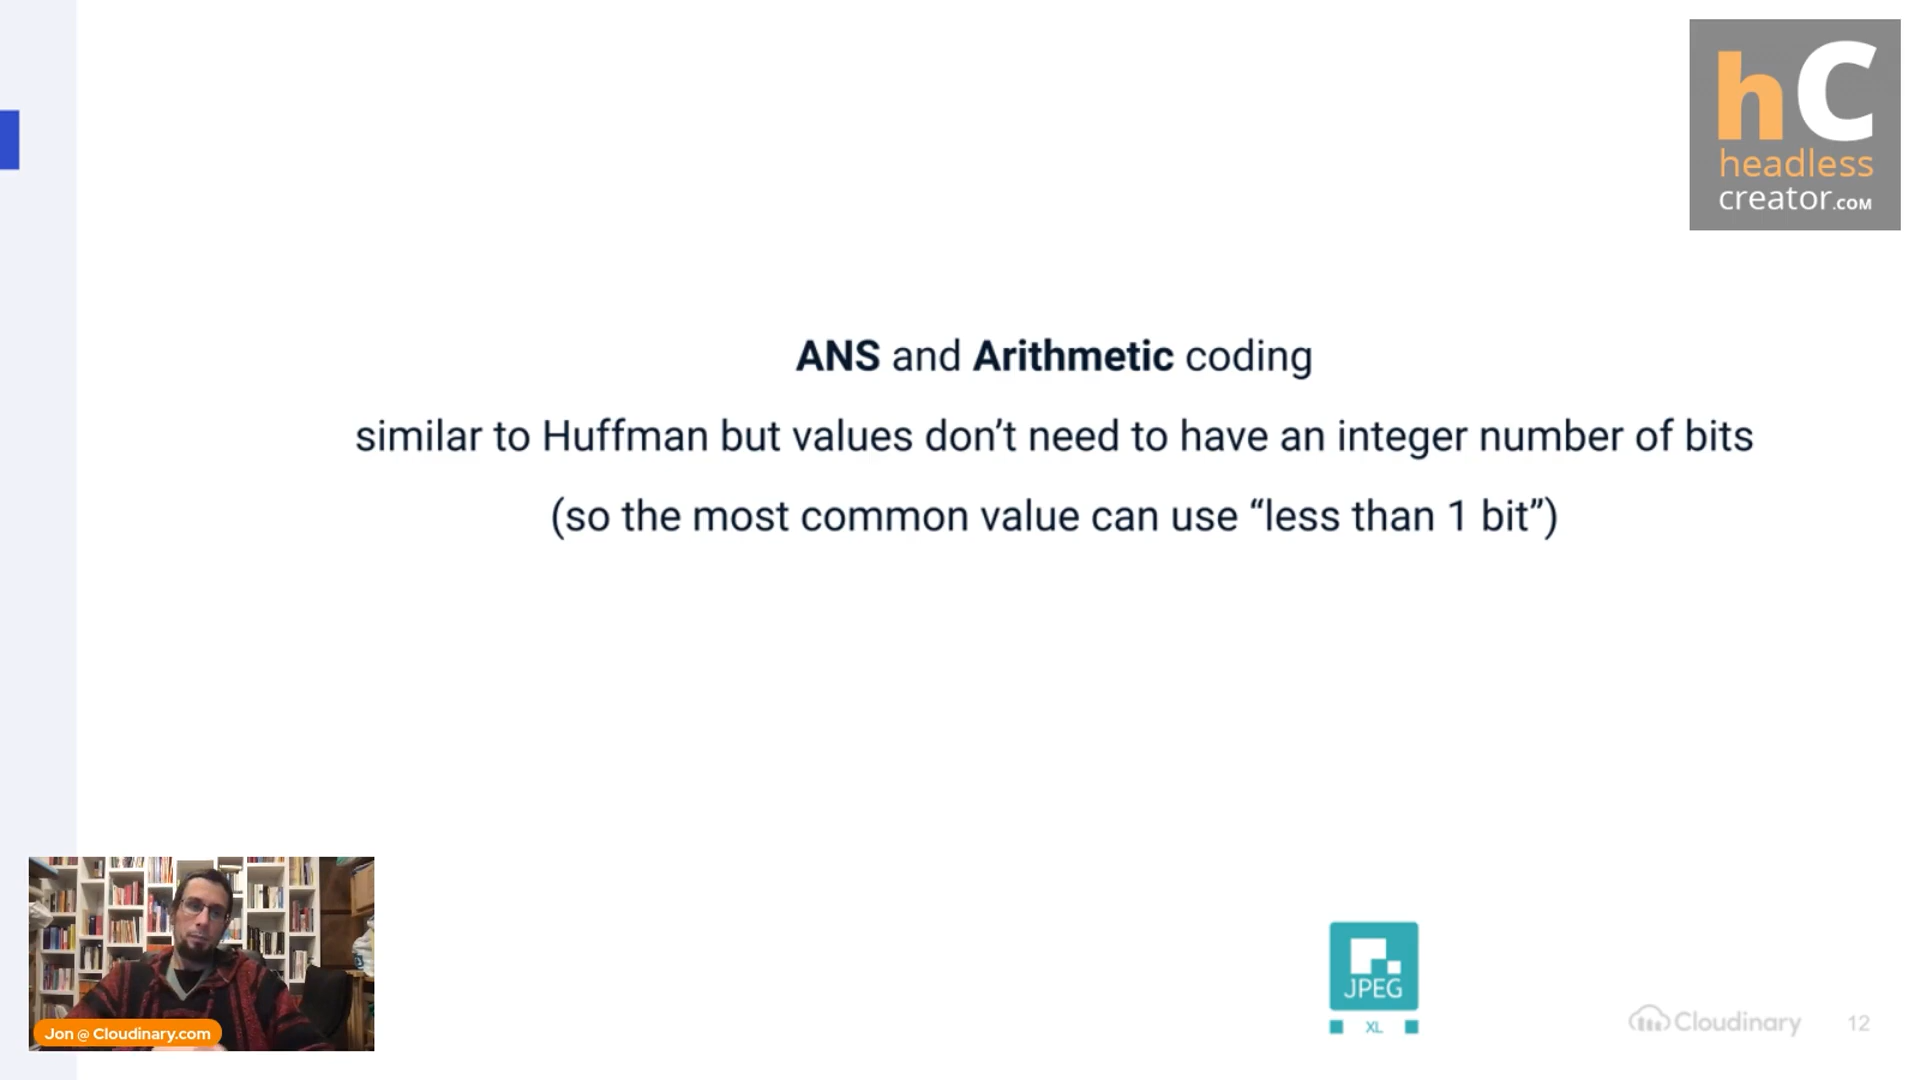 hC
headless
creator.COM
ANS and Arithmetic coding
similar to Huffman but values don’t need to have an integer number of bits
(so the most common value can use “less than 1 bit”)
Jon @ Cloudinary.com
JPEG
XL
Cloudinary
12